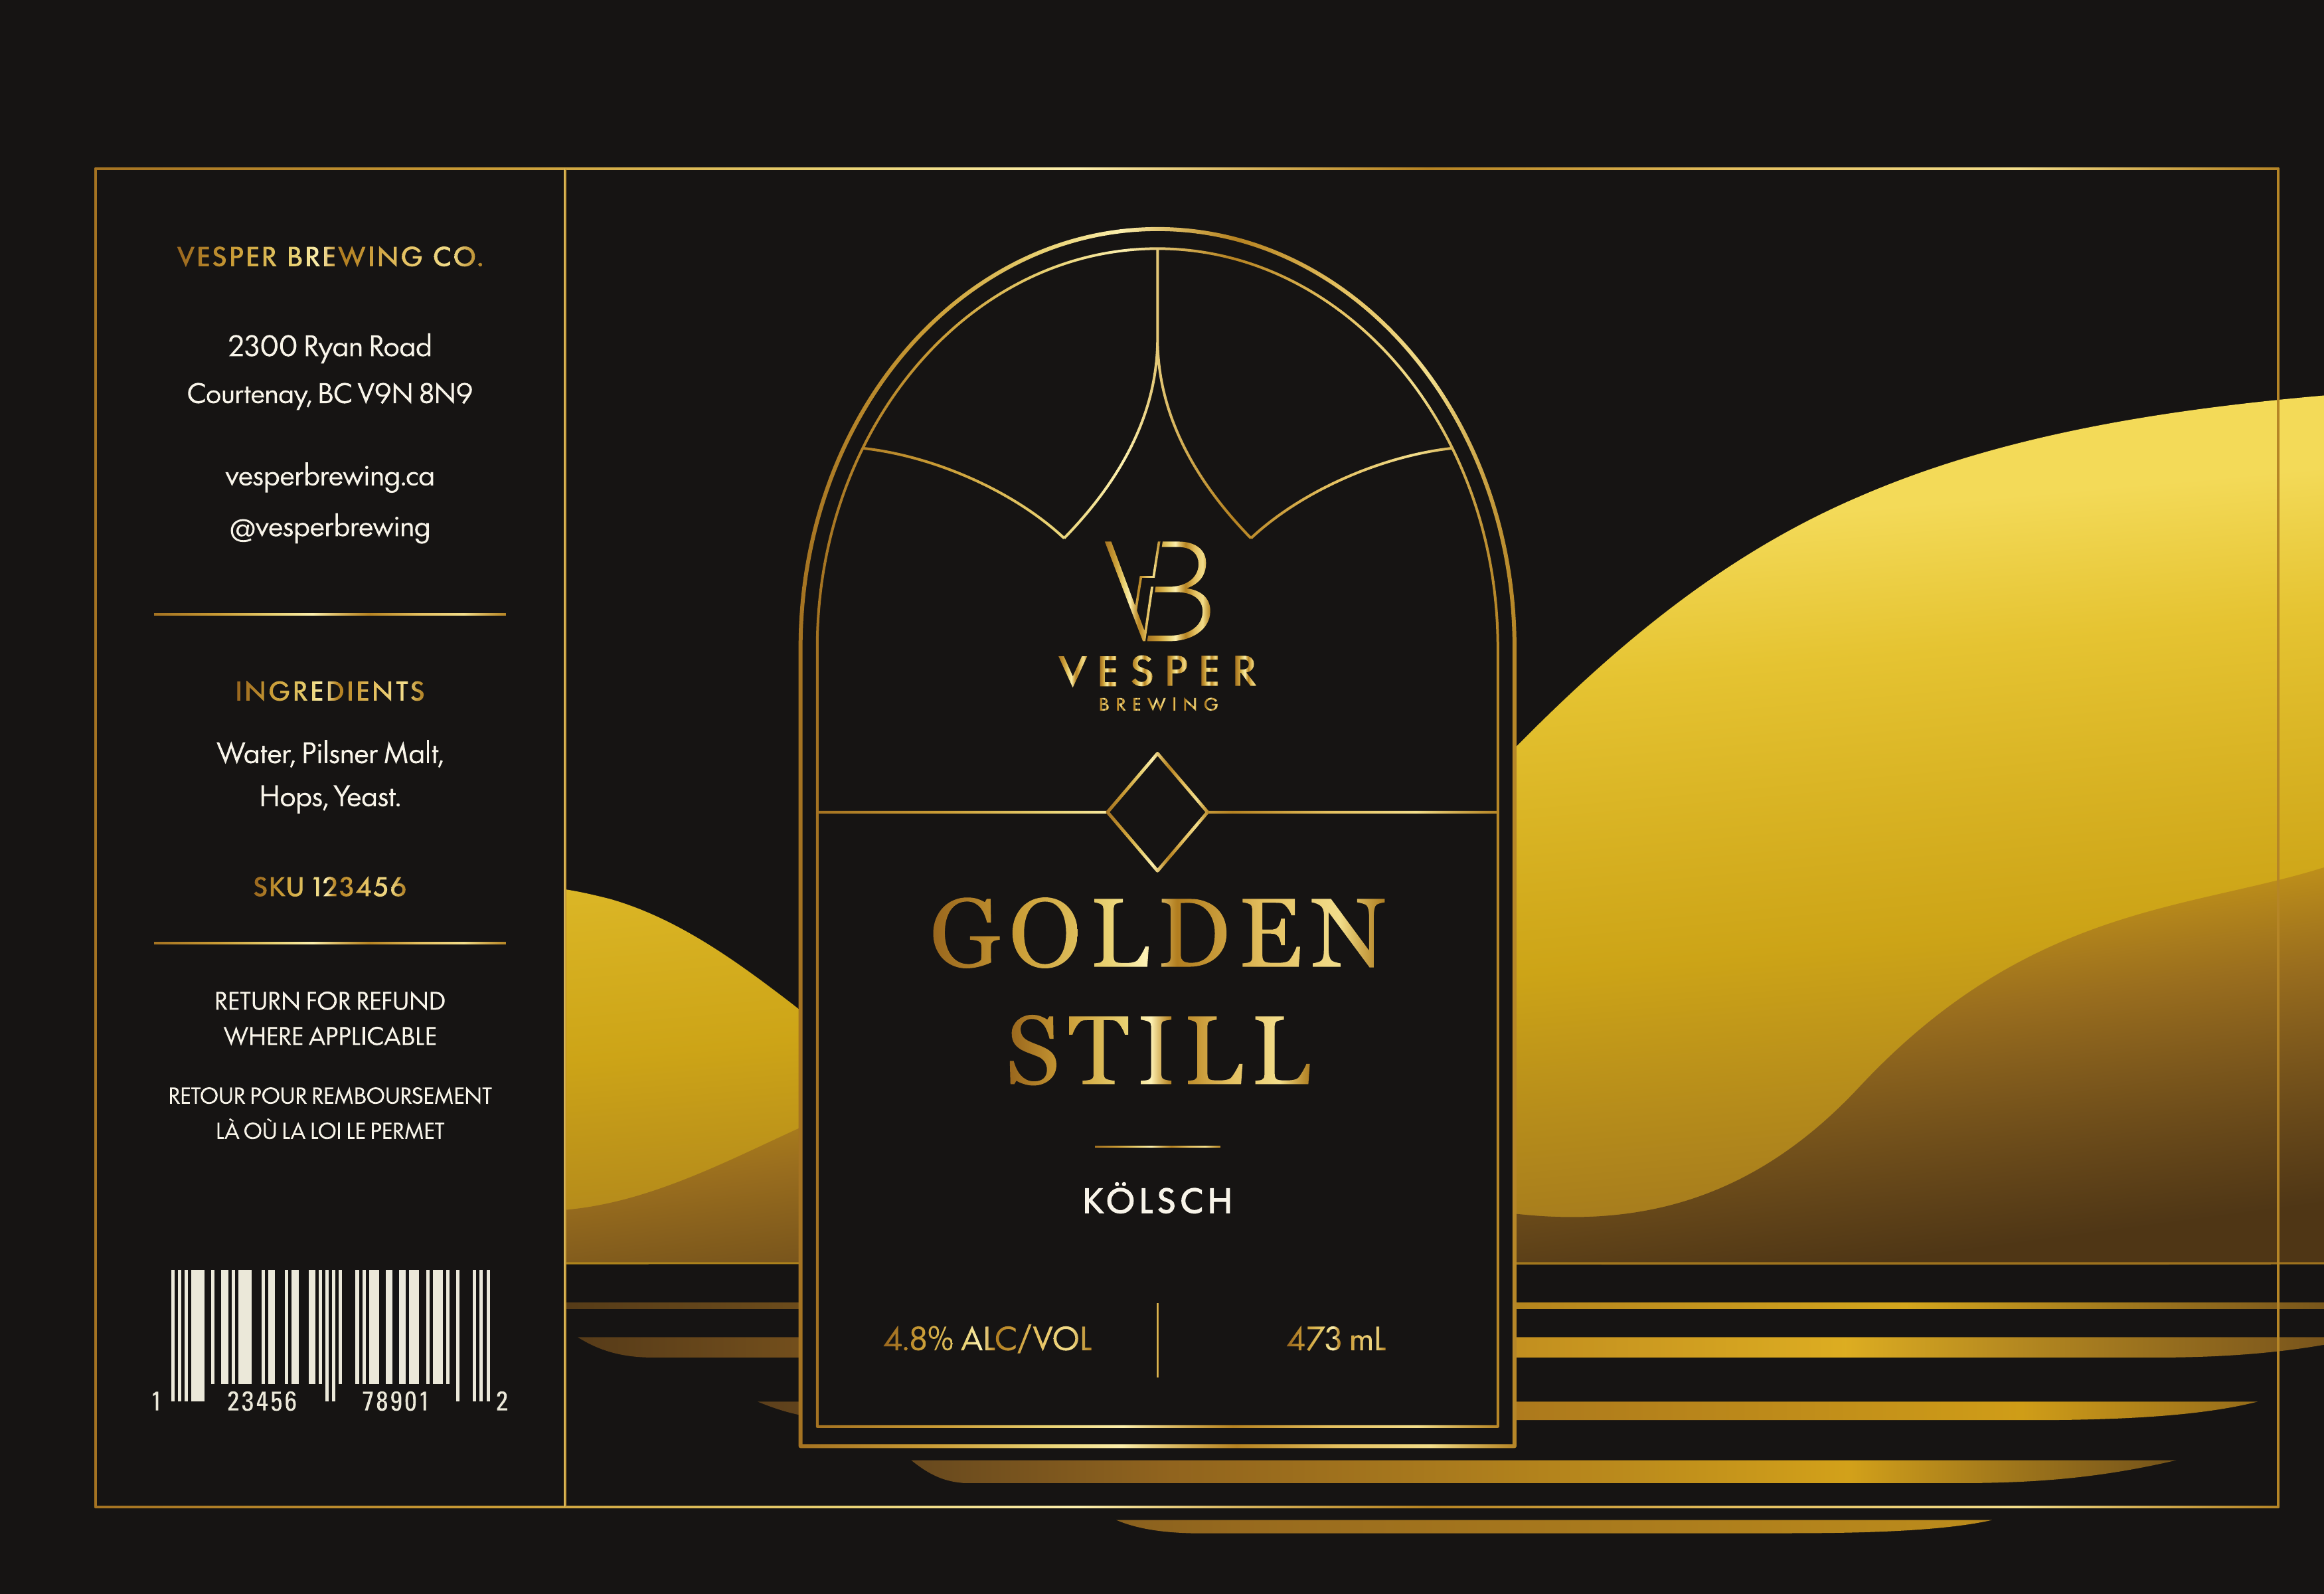 VESPER BREWING CO.
2300 Ryan Road
Courtenay, BC V9N 8N9
vesperbrewing.ca
@vesperbrewing
INGREDIENTS
Water, Pilsner Malt,
Hops, Yeast.
SKU 123456
RETURN FOR REFUND
WHERE APPLICABLE
RETOUR POUR REMBOURSEMENT
LÀ OÙ LA LOI LE PERMET
1 23456 78901 2
VB
VESPER
BREWING
GOLDEN
STILL
KÖLSCH
4.8% ALC/VOL
473 mL